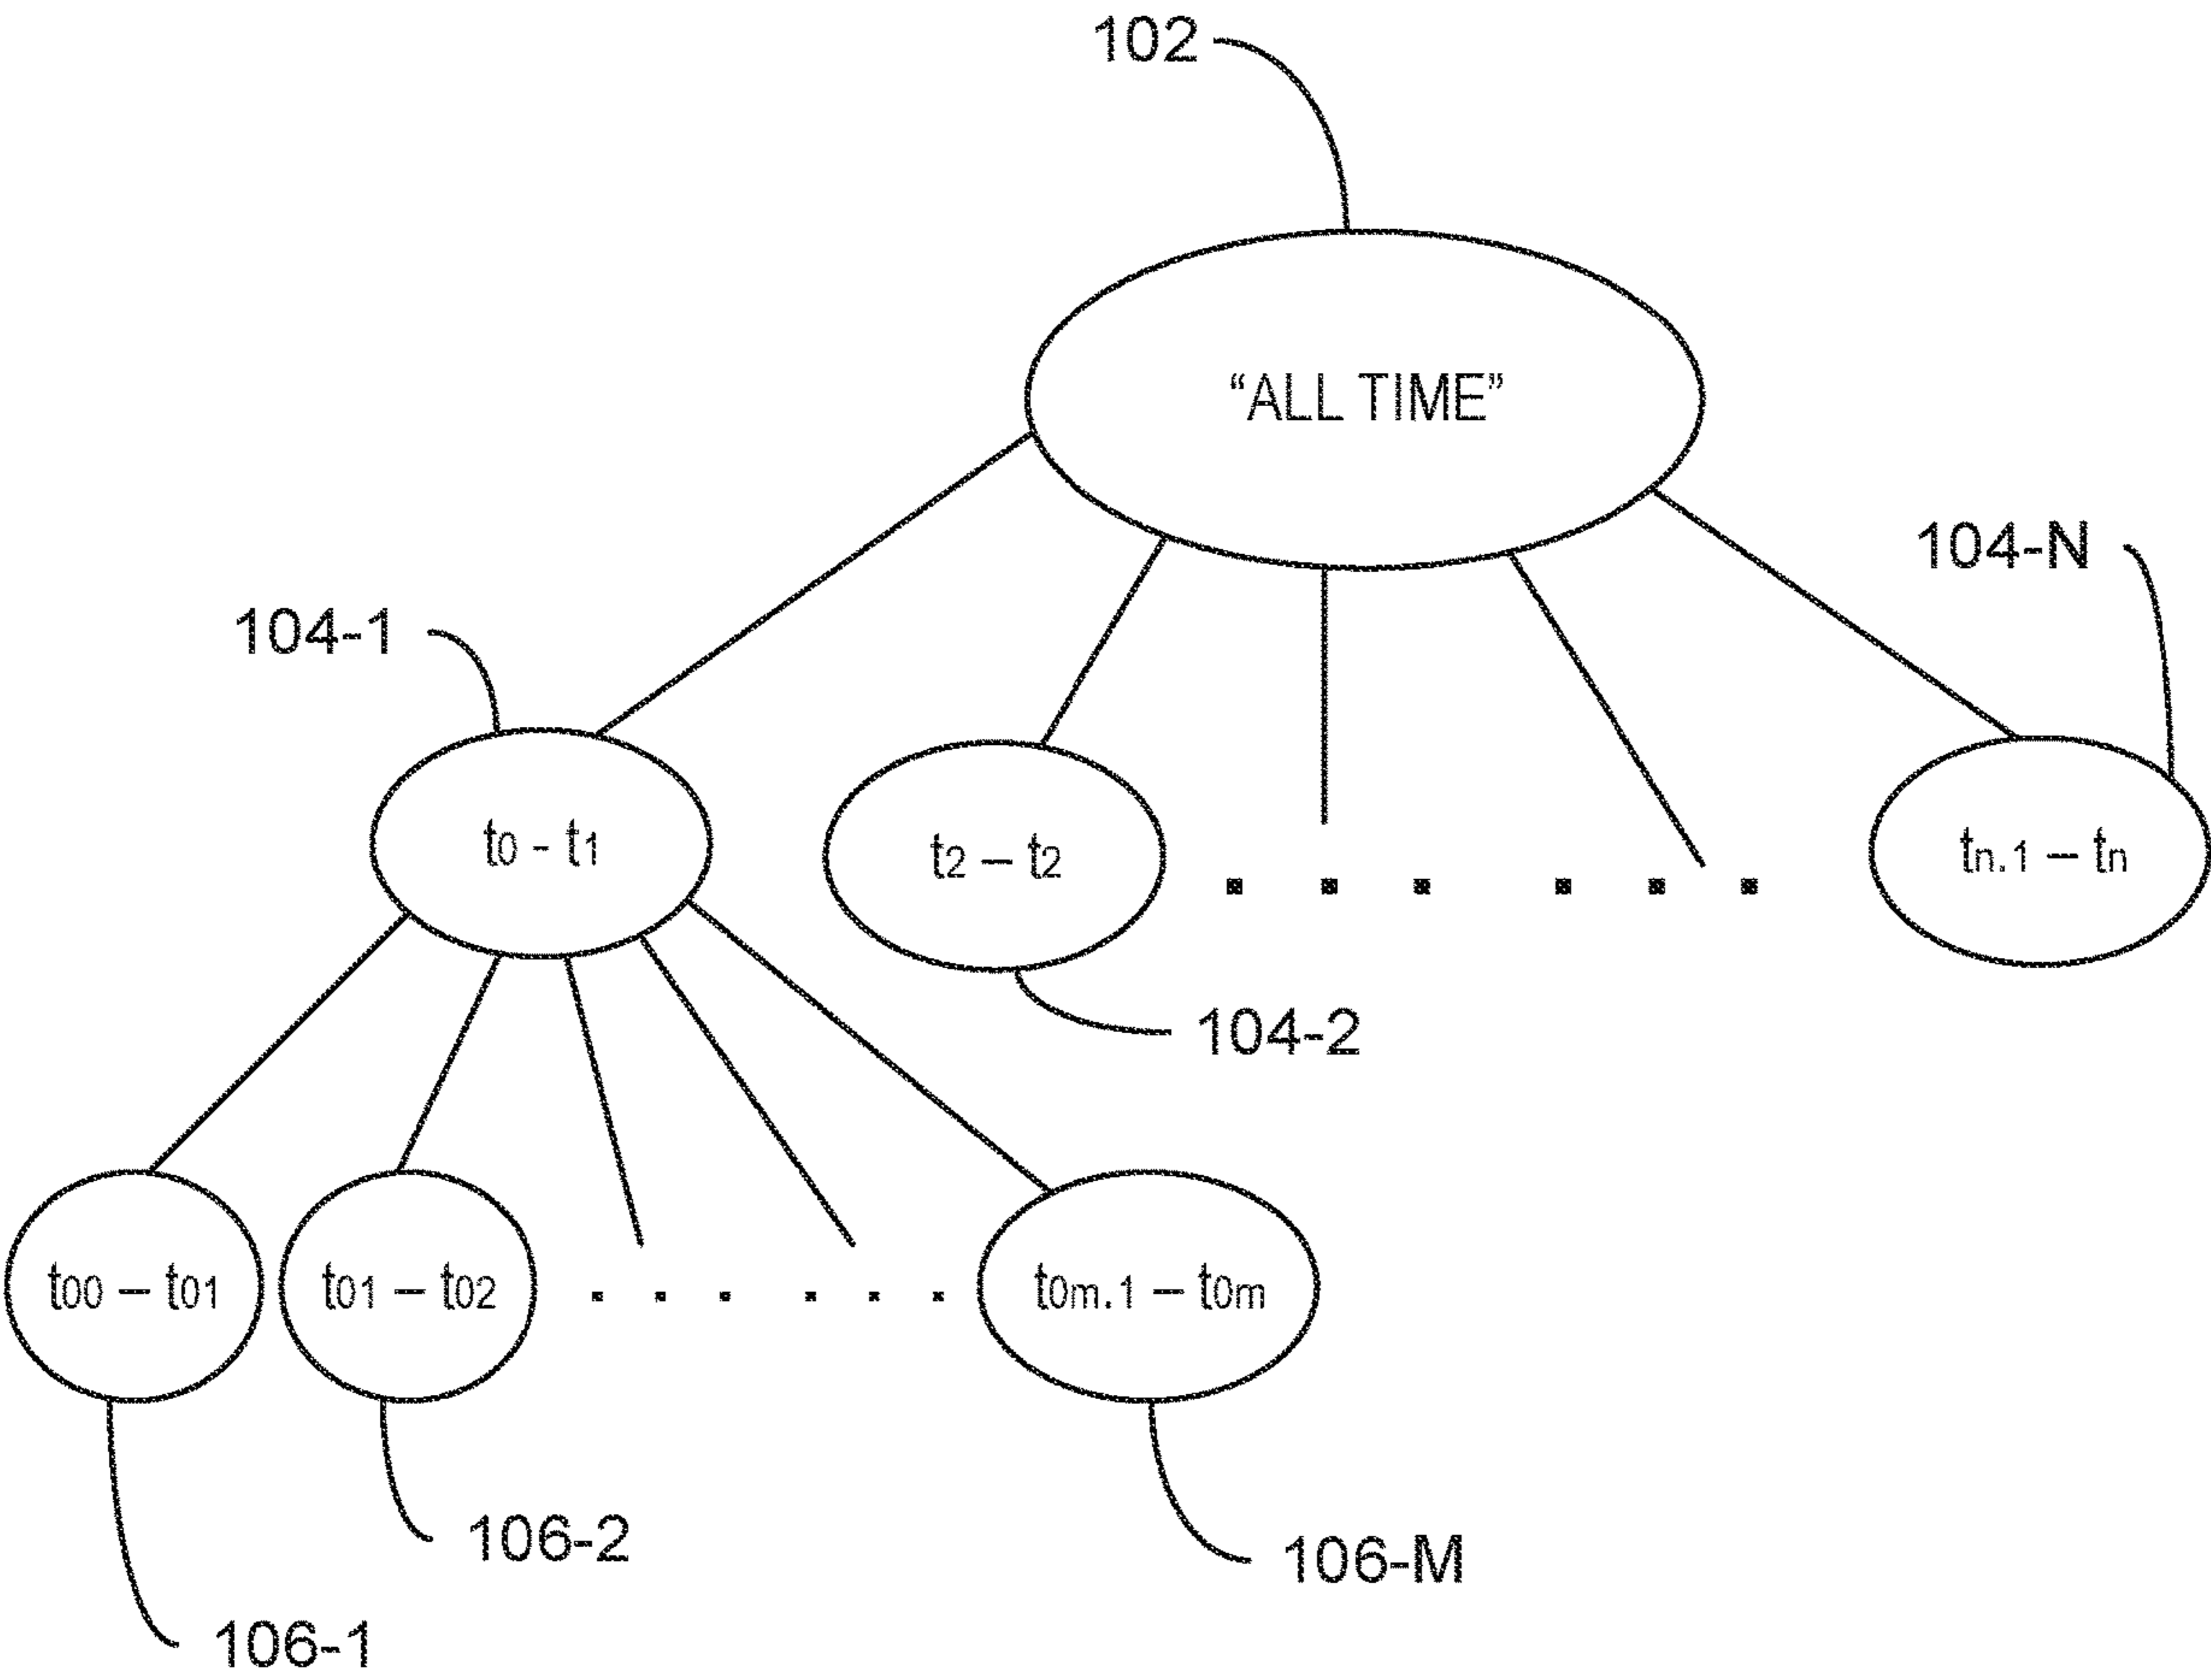 102
“ALL TIME”
104-N
104-1
t0 - t1
t2 – t2
tn.1 – tn
104-2
t00 – t01
t01 – t02
t0m.1 – t0m
106-2
106-M
106-1